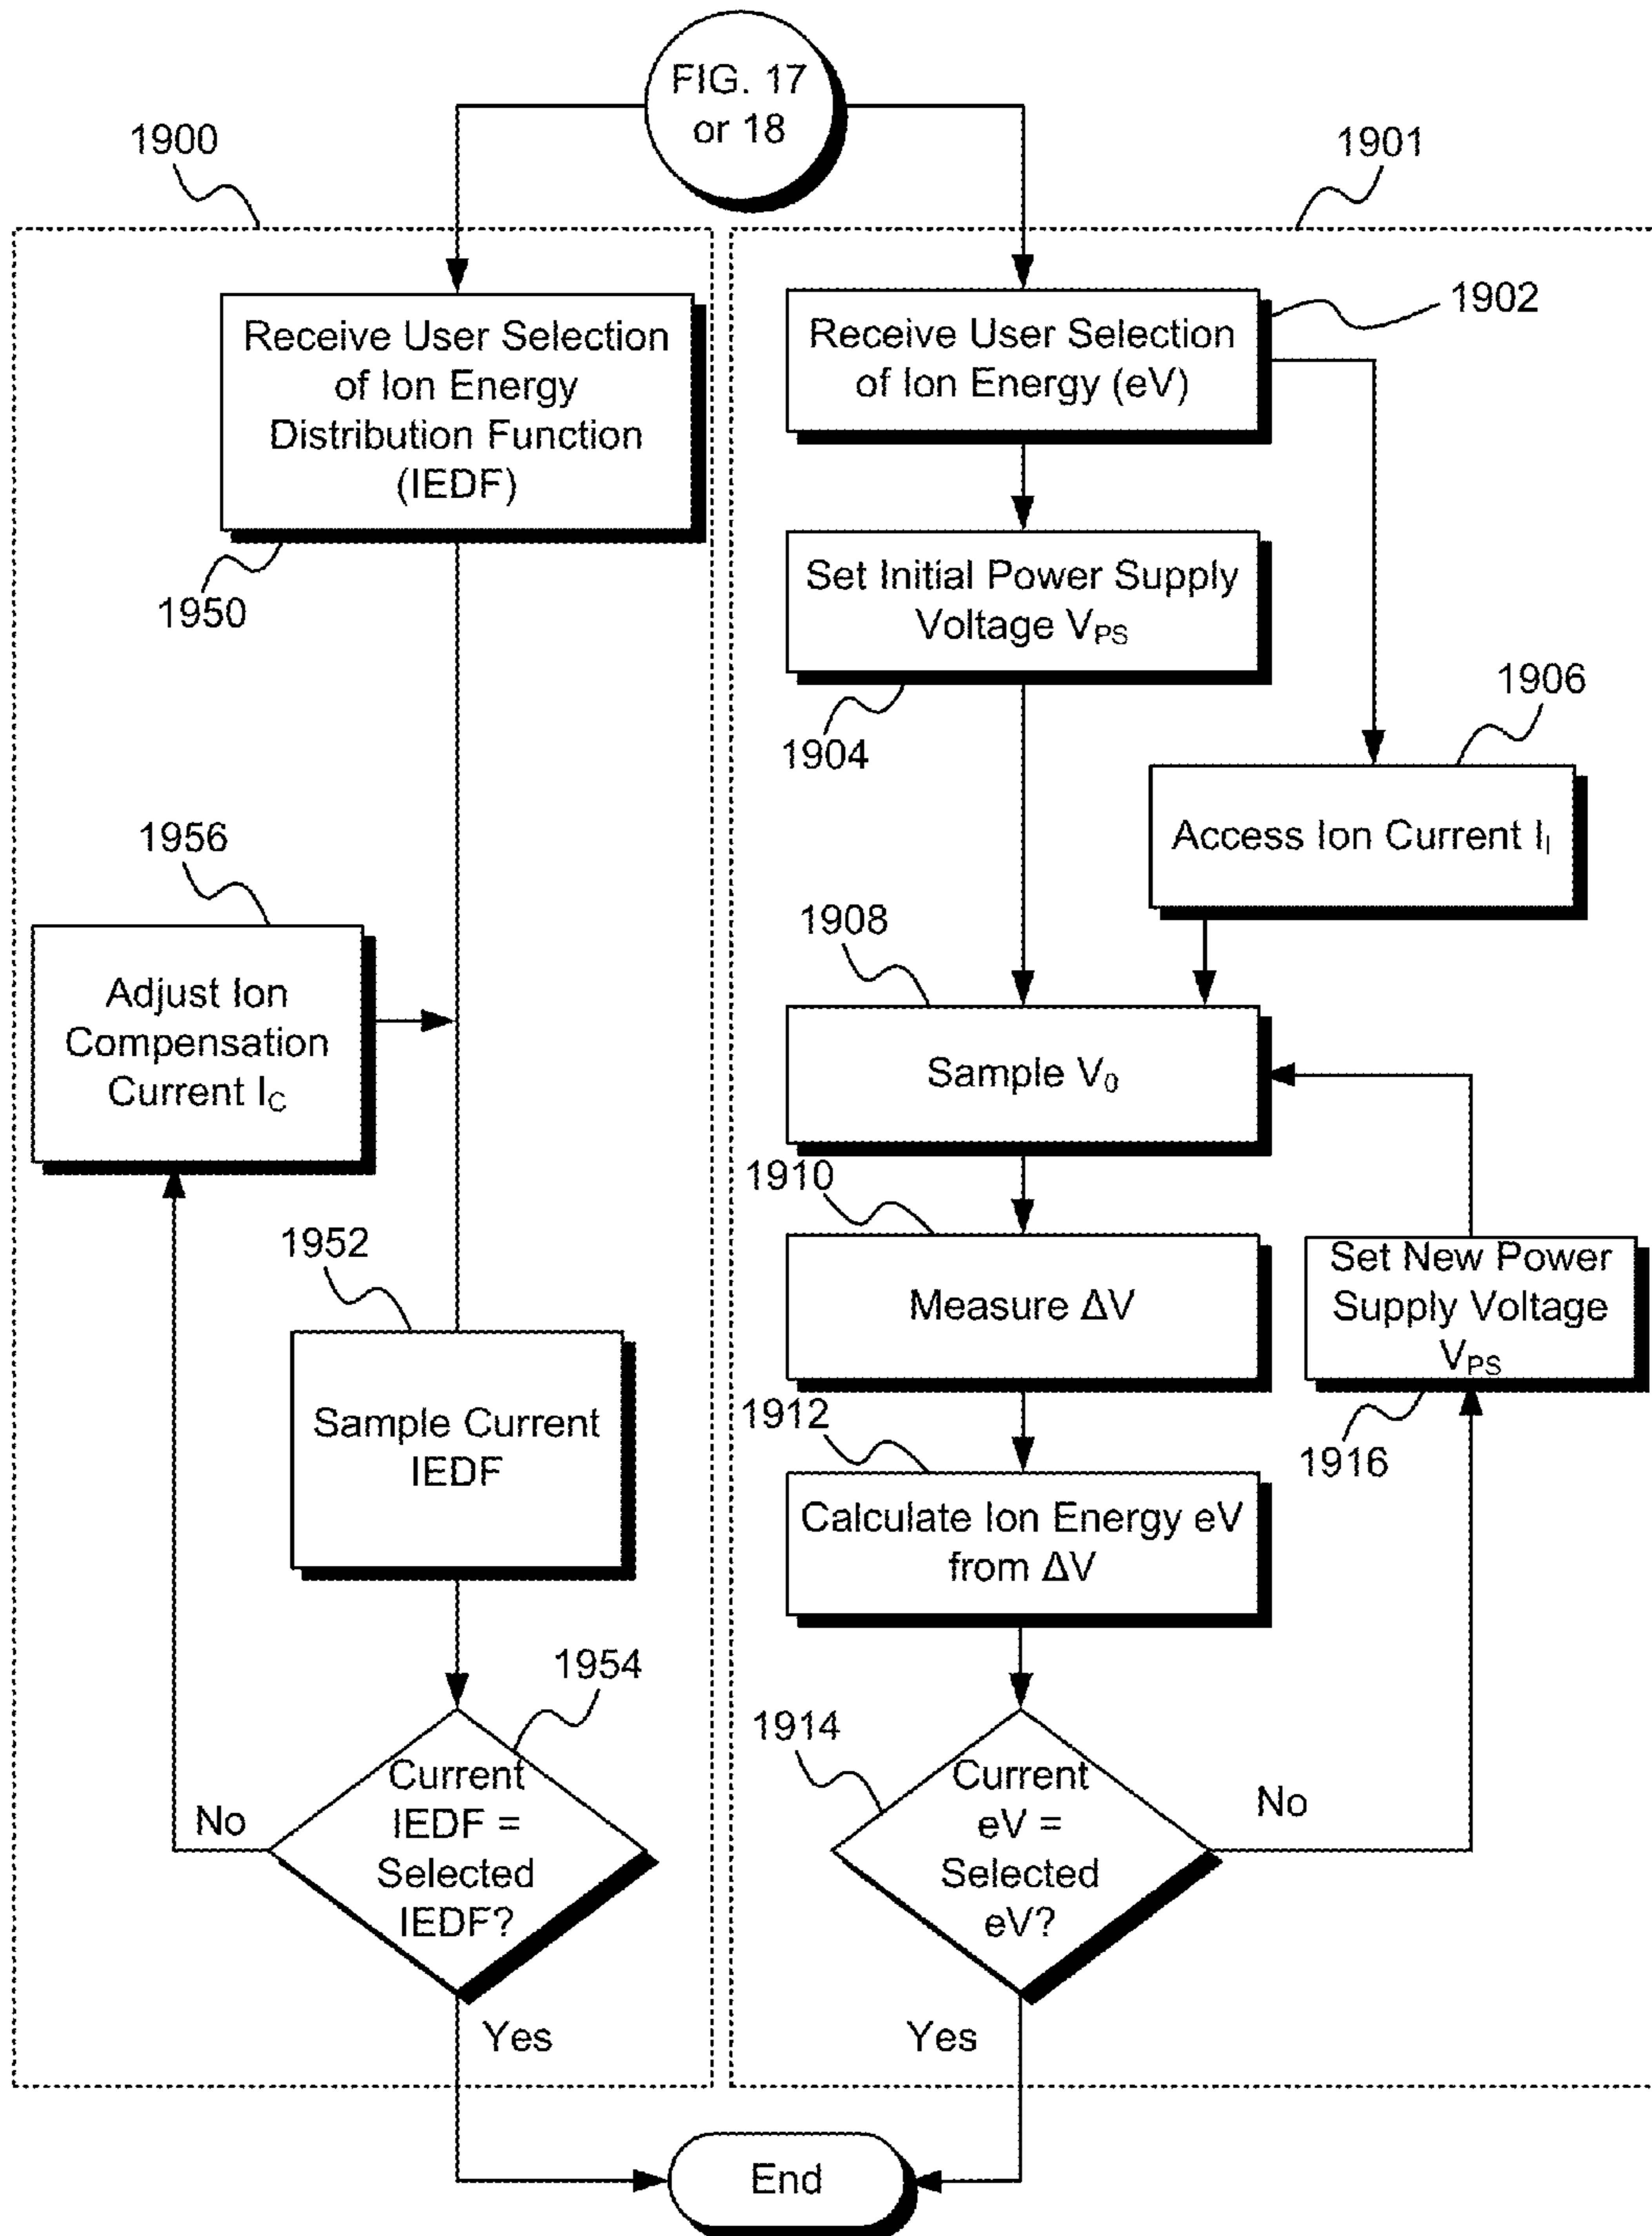 FIG. 17
or 18
1900
1901
Receive User Selection
of Ion Energy
Distribution Function
(IEDF)
1950
Receive User Selection
of Ion Energy (eV)
1902
Set Initial Power Supply
Voltage VPS
1904
1906
Access Ion Current II
1956
Adjust Ion
Compensation
Current IC
1908
Sample V0
1910
Measure ΔV
Set New Power
Supply Voltage
VPS
1916
1952
Sample Current
IEDF
1912
Calculate Ion Energy eV
from ΔV
1954
Current
IEDF =
Selected
IEDF?
No
Yes
1914
Current
eV =
Selected
eV?
No
Yes
End